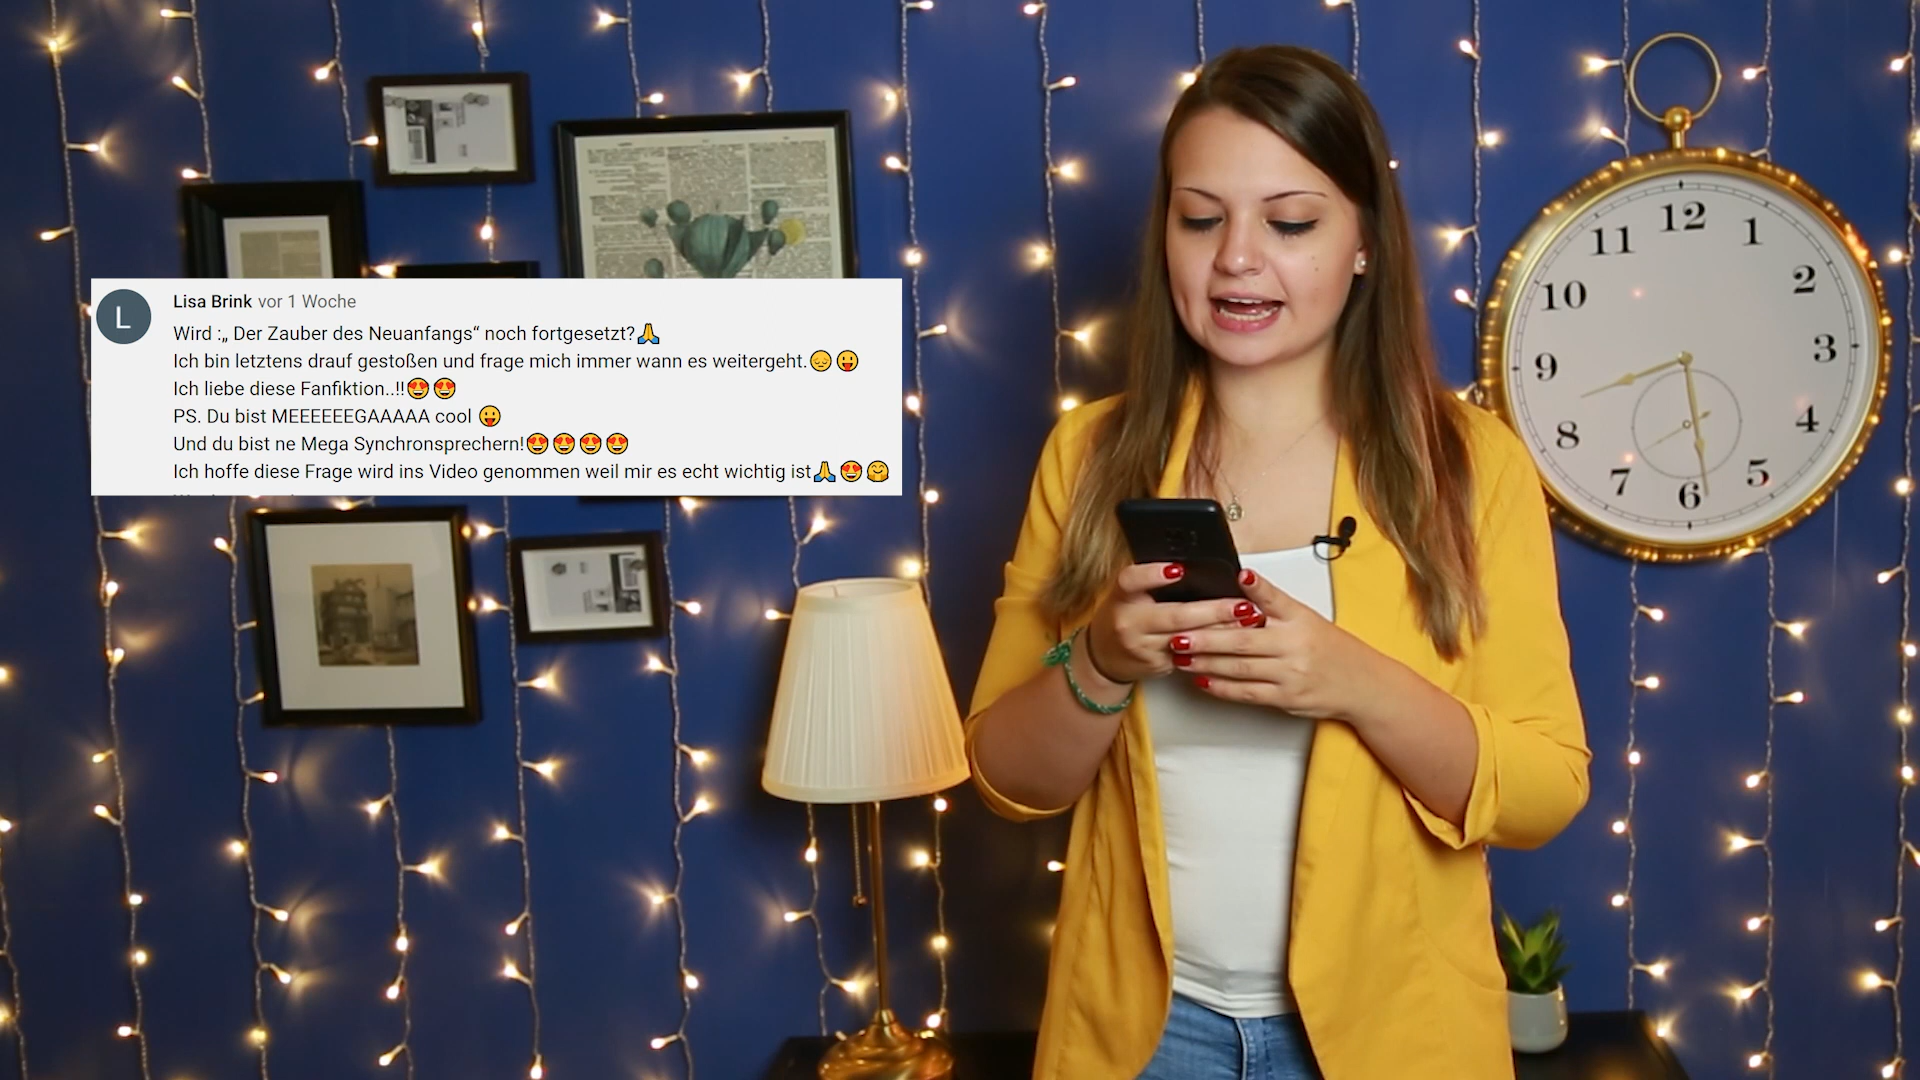 L
Lisa Brink vor 1 Woche
Wird :„ Der Zauber des Neuanfangs“ noch fortgesetzt?🙏
Ich bin letztens drauf gestoßen und frage mich immer wann es weitergeht.😔😛
Ich liebe diese Fanfiktion..!!😍😍
PS. Du bist MEEEEEEGAAAAA cool 😛
Und du bist ne Mega Synchronsprechern!😍😍😍😍
Ich hoffe diese Frage wird ins Video genommen weil mir es echt wichtig ist🙏😍🤗
12
1
2
3
4
5
6
7
8
9
10
11